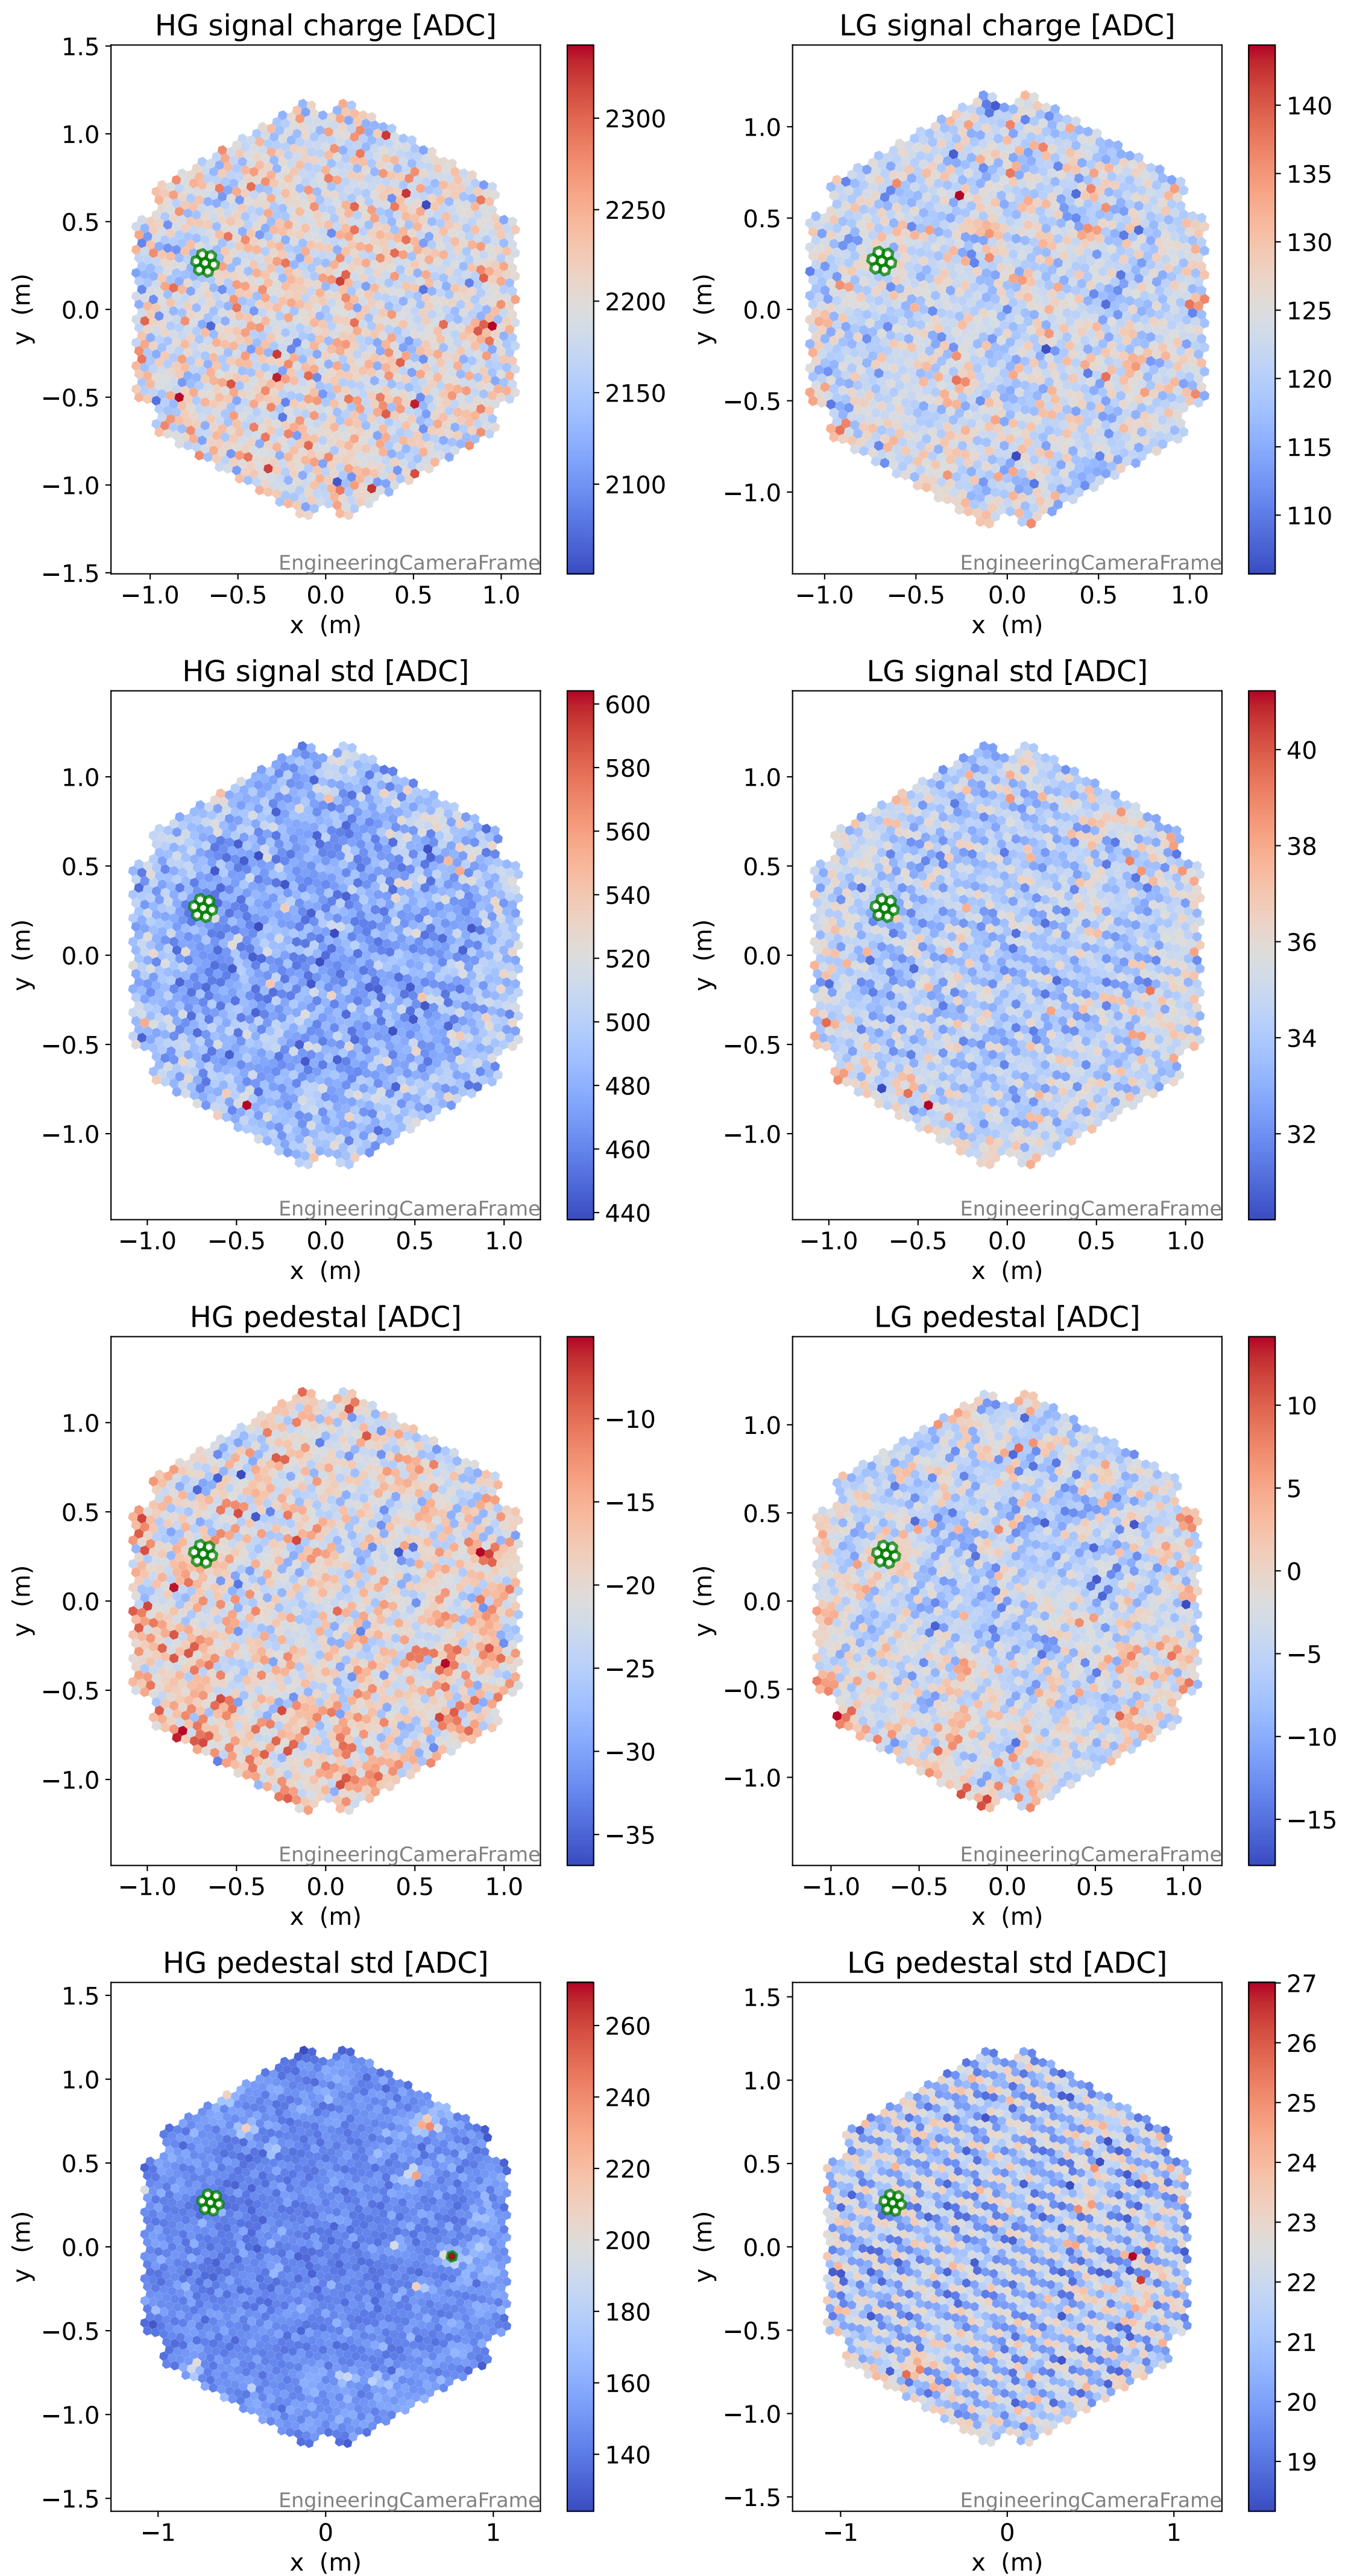 HG signal charge [ADC]
LG signal charge [ADC]
1.5
1.0
0.5
0.0
−0.5
−1.0
−1.5
y (m)
−1.0 −0.5 0.0 0.5 1.0
x (m)
EngineeringCameraFrame
2300
2250
2200
2150
2100
1.0
0.5
0.0
−0.5
−1.0
y (m)
−1.0 −0.5 0.0 0.5 1.0
x (m)
EngineeringCameraFrame
140
135
130
125
120
115
110
HG signal std [ADC]
LG signal std [ADC]
1.0
0.5
0.0
−0.5
−1.0
y (m)
−1.0 −0.5 0.0 0.5 1.0
x (m)
EngineeringCameraFrame
600
580
560
540
520
500
480
460
440
1.0
0.5
0.0
−0.5
−1.0
y (m)
−1.0 −0.5 0.0 0.5 1.0
x (m)
EngineeringCameraFrame
40
38
36
34
32
HG pedestal [ADC]
LG pedestal [ADC]
1.0
0.5
0.0
−0.5
−1.0
y (m)
−1.0 −0.5 0.0 0.5 1.0
x (m)
EngineeringCameraFrame
−10
−15
−20
−25
−30
−35
1.0
0.5
0.0
−0.5
−1.0
y (m)
−1.0 −0.5 0.0 0.5 1.0
x (m)
EngineeringCameraFrame
10
5
0
−5
−10
−15
HG pedestal std [ADC]
LG pedestal std [ADC]
1.5
1.0
0.5
0.0
−0.5
−1.0
−1.5
y (m)
−1 0 1
x (m)
EngineeringCameraFrame
260
240
220
200
180
160
140
1.5
1.0
0.5
0.0
−0.5
−1.0
−1.5
y (m)
−1 0 1
x (m)
EngineeringCameraFrame
27
26
25
24
23
22
21
20
19